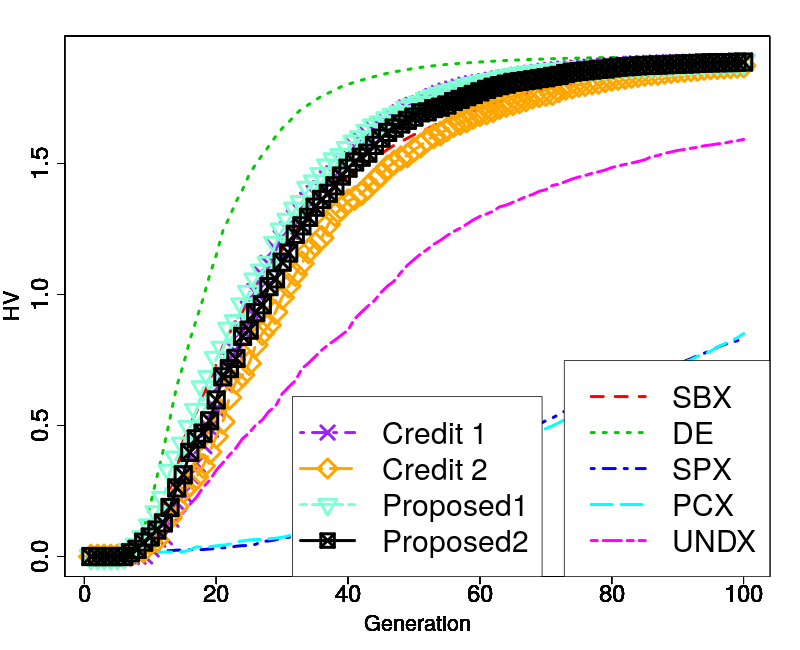 HV
1.5
1.0
0.5
0.0
Credit 1
Credit 2
Proposed1
Proposed2
SBX
DE
SPX
PCX
UNDX
0 20 40 60 80 100
Generation